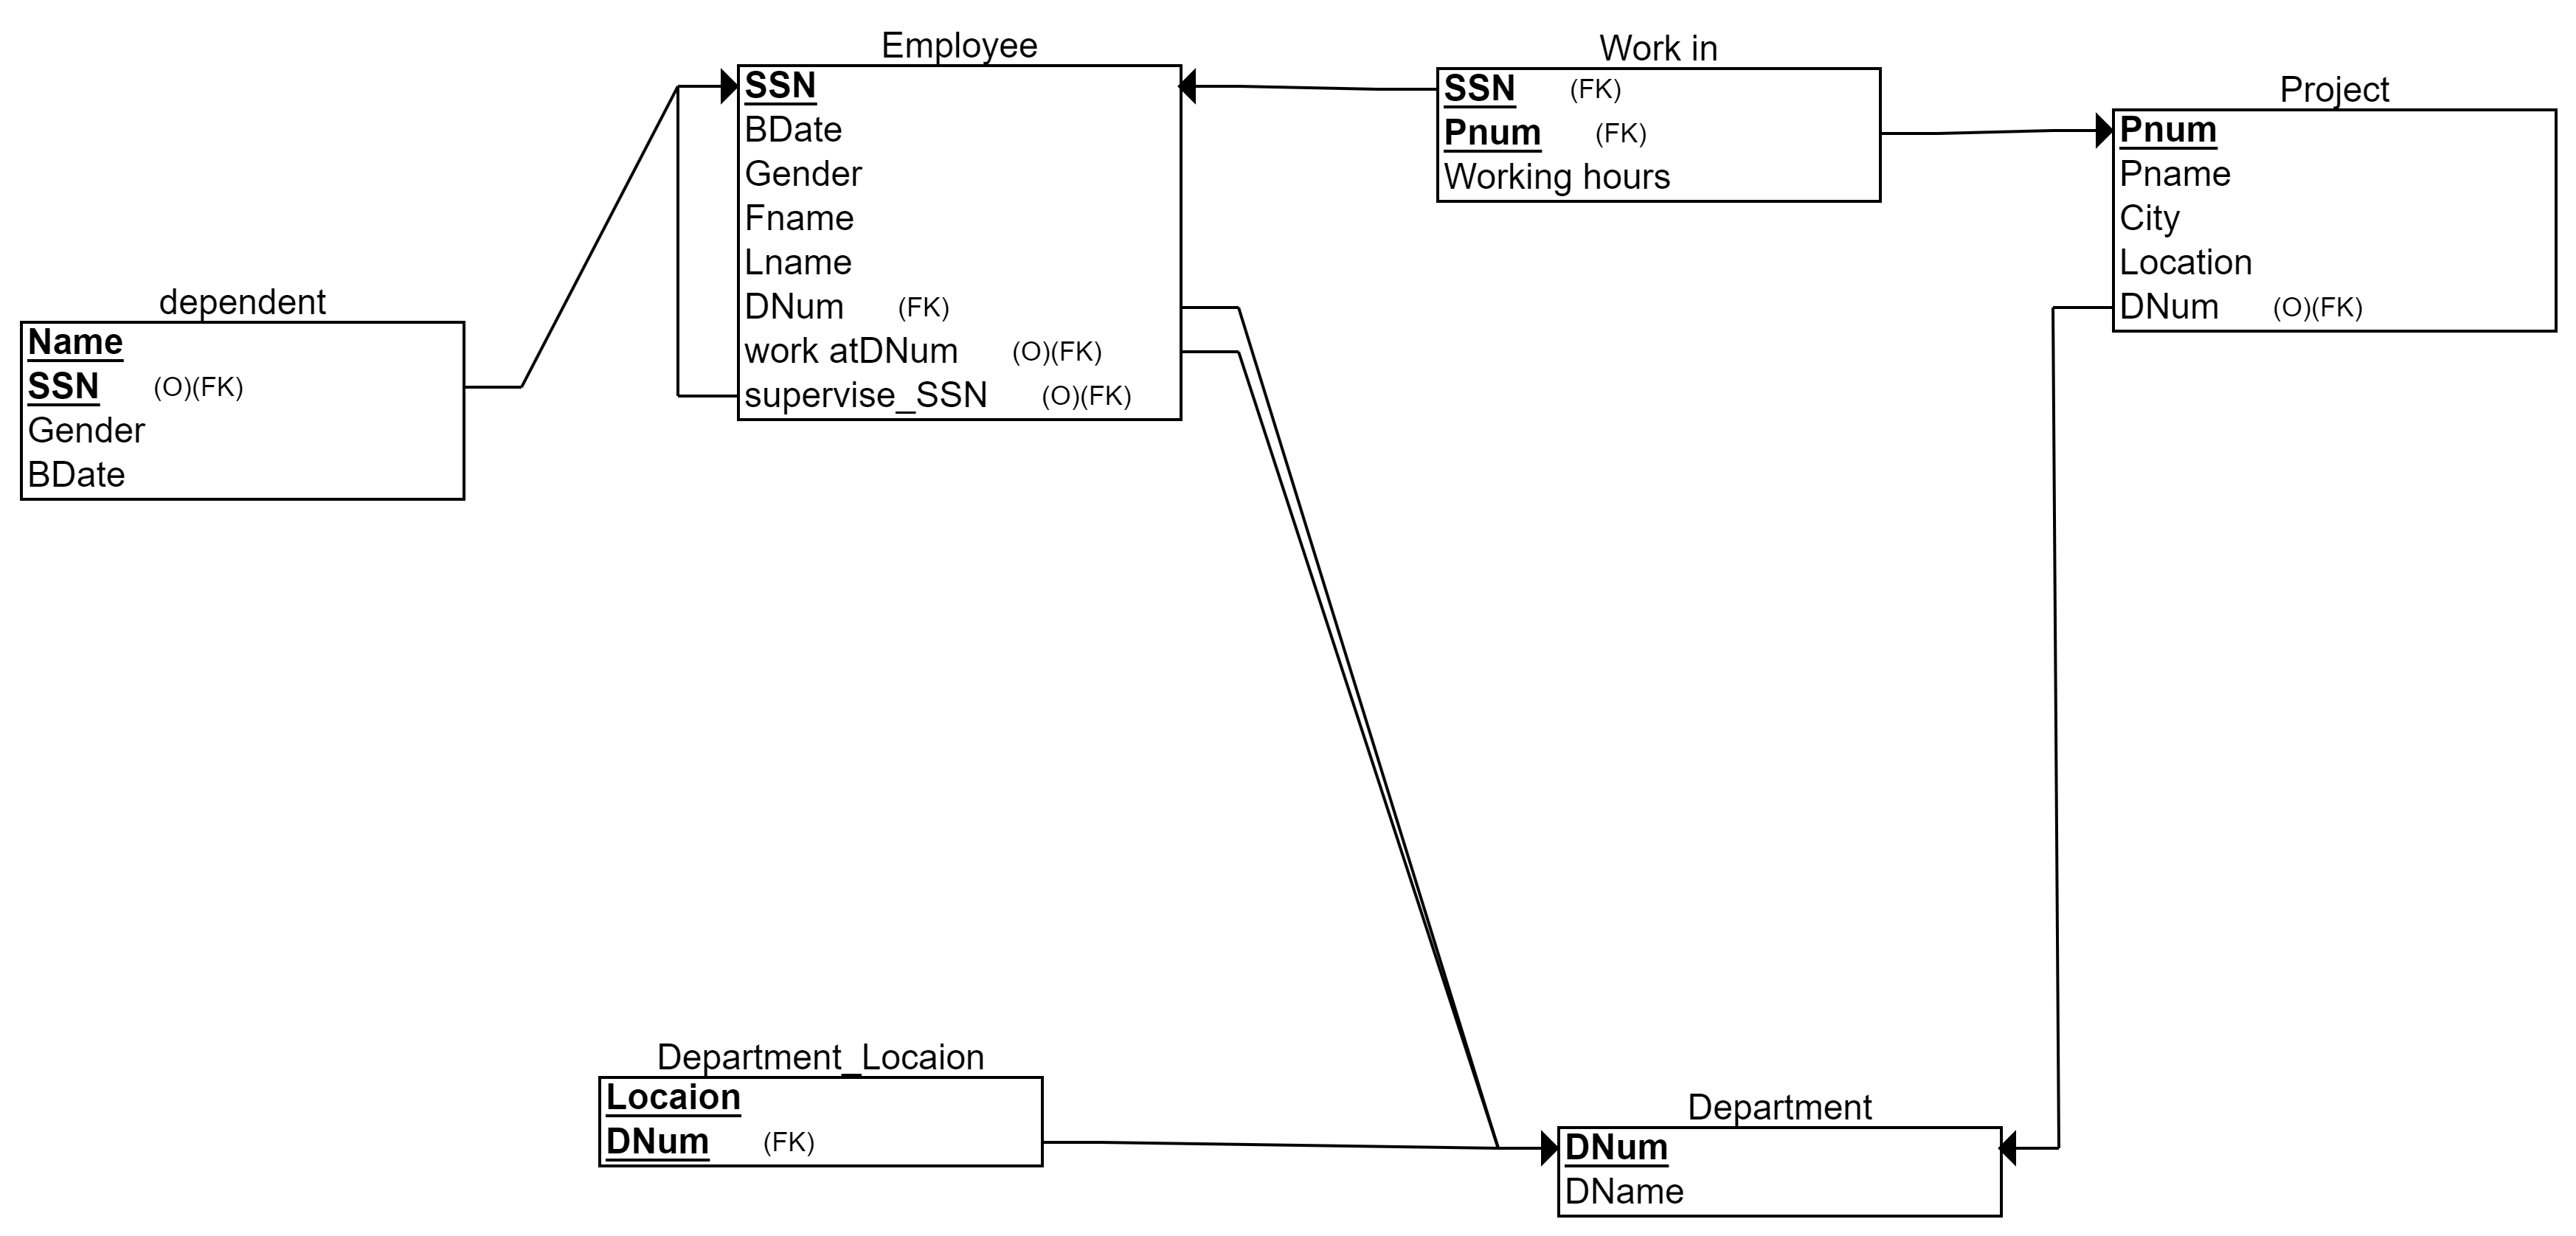 Employee
SSN
BDate
Gender
Fname
Lname
DNum (FK)
work atDNum (O)(FK)
supervise_SSN (O)(FK)
Work in
SSN (FK)
Pnum (FK)
Working hours
Project
Pnum
Pname
City
Location
DNum (O)(FK)
dependent
Name
SSN (O)(FK)
Gender
BDate
Department_Locaion
Locaion
DNum (FK)
Department
DNum
DName